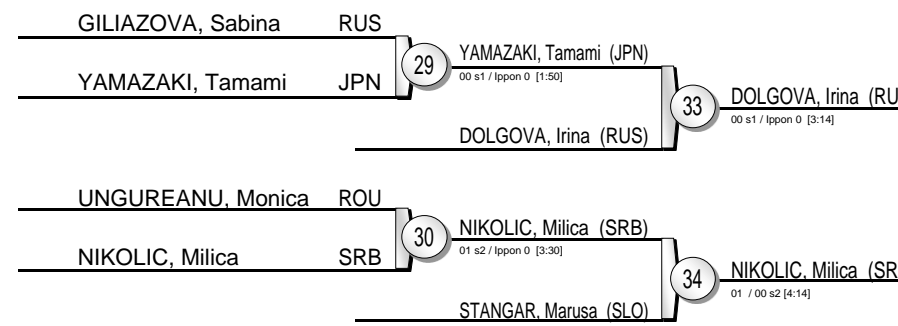 GILIAZOVA, Sabina RUS
YAMAZAKI, Tamami JPN
29
YAMAZAKI, Tamami (JPN)
00 s1 / Ippon 0 [1:50]
DOLGOVA, Irina (RUS)
33
DOLGOVA, Irina (RU
00 s1 / Ippon 0 [3:14]
UNGUREANU, Monica ROU
NIKOLIC, Milica SRB
30
NIKOLIC, Milica (SRB)
01 s2 / Ippon 0 [3:30]
STANGAR, Marusa (SLO)
34
NIKOLIC, Milica (SR
01 / 00 s2 [4:14]